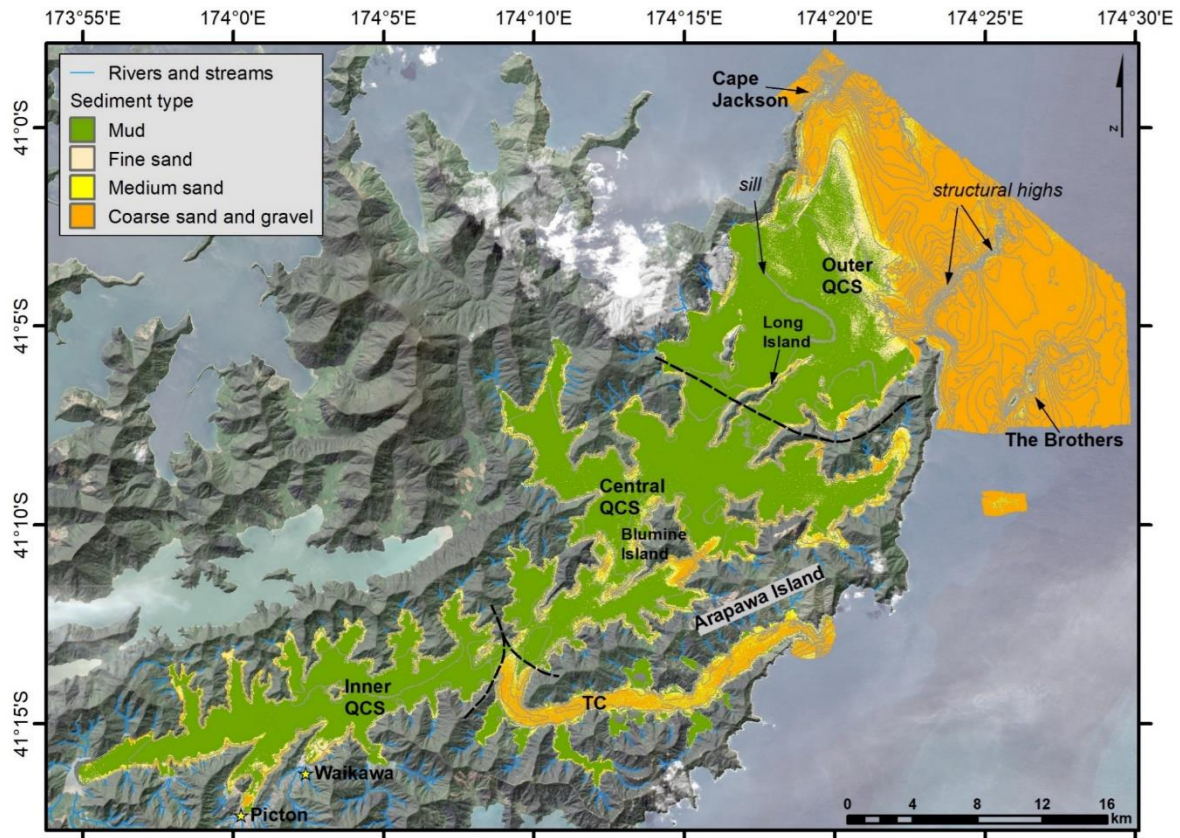 173°55'E 174°0'E 174°5'E 174°10'E 174°15'E 174°20'E 174°25'E 174°30'E
Rivers and streams
Sediment type
Mud
Fine sand
Medium sand
Coarse sand and gravel
Cape
Jackson
z
41°0'S
sill
structural highs
Outer
QCS
41°5'S
Long
Island
The Brothers
Central
QCS
41°10'S
Blumine
Island
Arapawa Island
Inner
QCS
TC
41°15'S
Waikawa
Picton
0 4 8 12 16
km